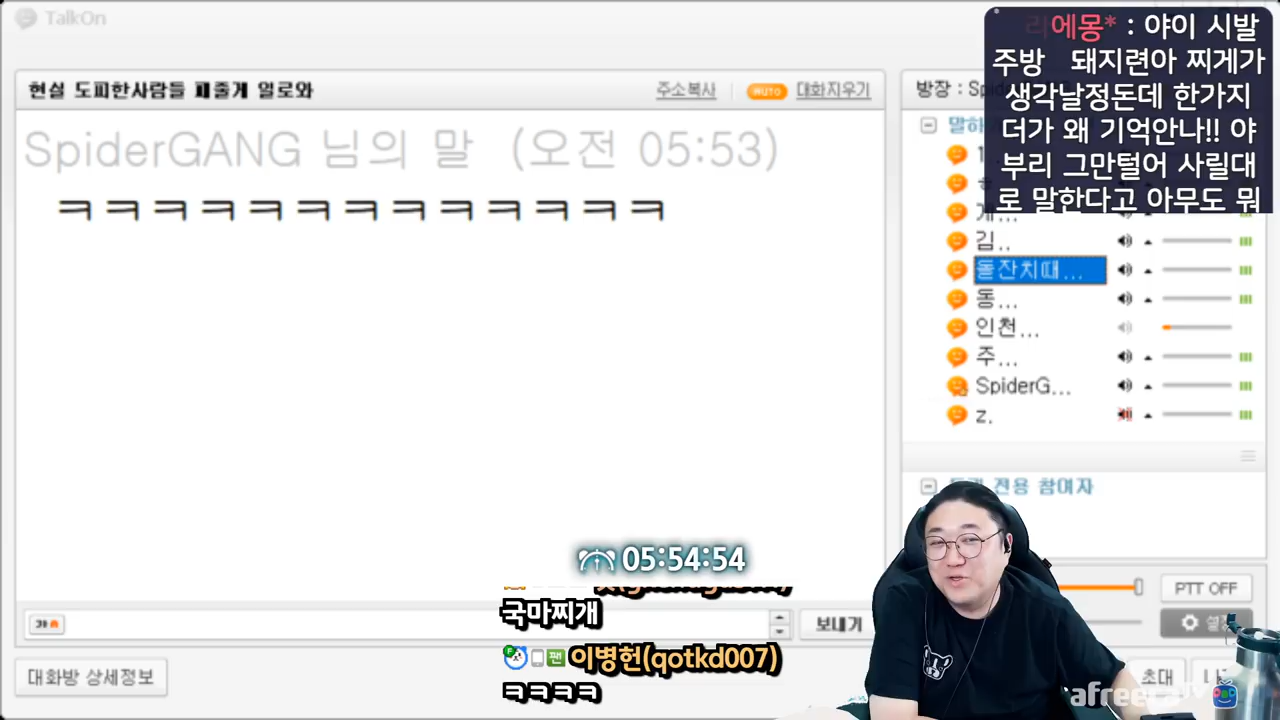 TalkOn
현실 도피한사람들 패줄게 일로와
주소복사
AUTO
대화지우기
SpiderGANG 님의 말 (오전 05:53)
ㅋㅋㅋㅋㅋㅋㅋㅋㅋㅋㅋㅋㅋ
라에몽* : 야이 시발
주방 돼지련아 찌게가
생각날정돈데 한가지
더가 왜 기억안나!! 야
부리 그만털어 사릴대
로 말한다고 아무도 뭐
방장 :
김..
돌잔치때...
동...
인천...
주...
SpiderG...
z.
전용 참여자
05:54:54
국마찌개
이병헌(qotkd007)
ㅋㅋㅋㅋ
보내기
PTT OFF
대화방 상세정보
초대